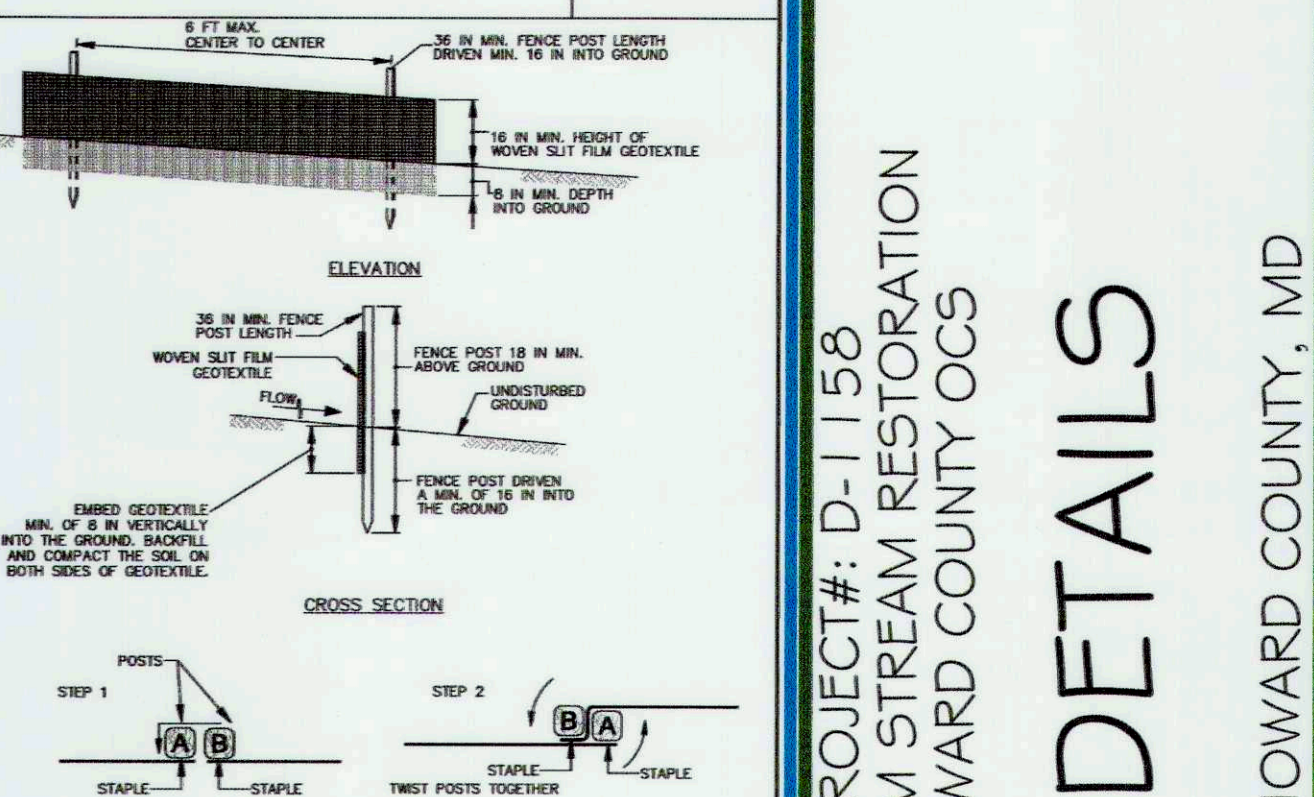 6 FT MAX.
CENTER TO CENTER
36 IN MIN. FENCE POST LENGTH
DRIVEN MIN. 16 IN INTO GROUND
16 IN MIN. HEIGHT OF
WOVEN SLIT FILM GEOTEXTILE
8 IN MIN. DEPTH
INTO GROUND
ELEVATION
36 IN MIN. FENCE
POST LENGTH
WOVEN SLIT FILM
GEOTEXTILE
FLOW
FENCE POST 18 IN MIN.
ABOVE GROUND
UNDISTURBED
GROUND
FENCE POST DRIVEN
A MIN. OF 16 IN INTO
THE GROUND
EMBED GEOTEXTILE
MIN. OF 8 IN VERTICALLY
INTO THE GROUND. BACKFILL
AND COMPACT THE SOIL ON
BOTH SIDES OF GEOTEXTILE.
CROSS SECTION
POSTS
STEP 1
A B
STAPLE STAPLE
STEP 2
B A
STAPLE STAPLE
TWIST POSTS TOGETHER
ROJECT#: D-1158
M STREAM RESTORATION
WARD COUNTY OCS
DETAILS
HOWARD COUNTY, MD